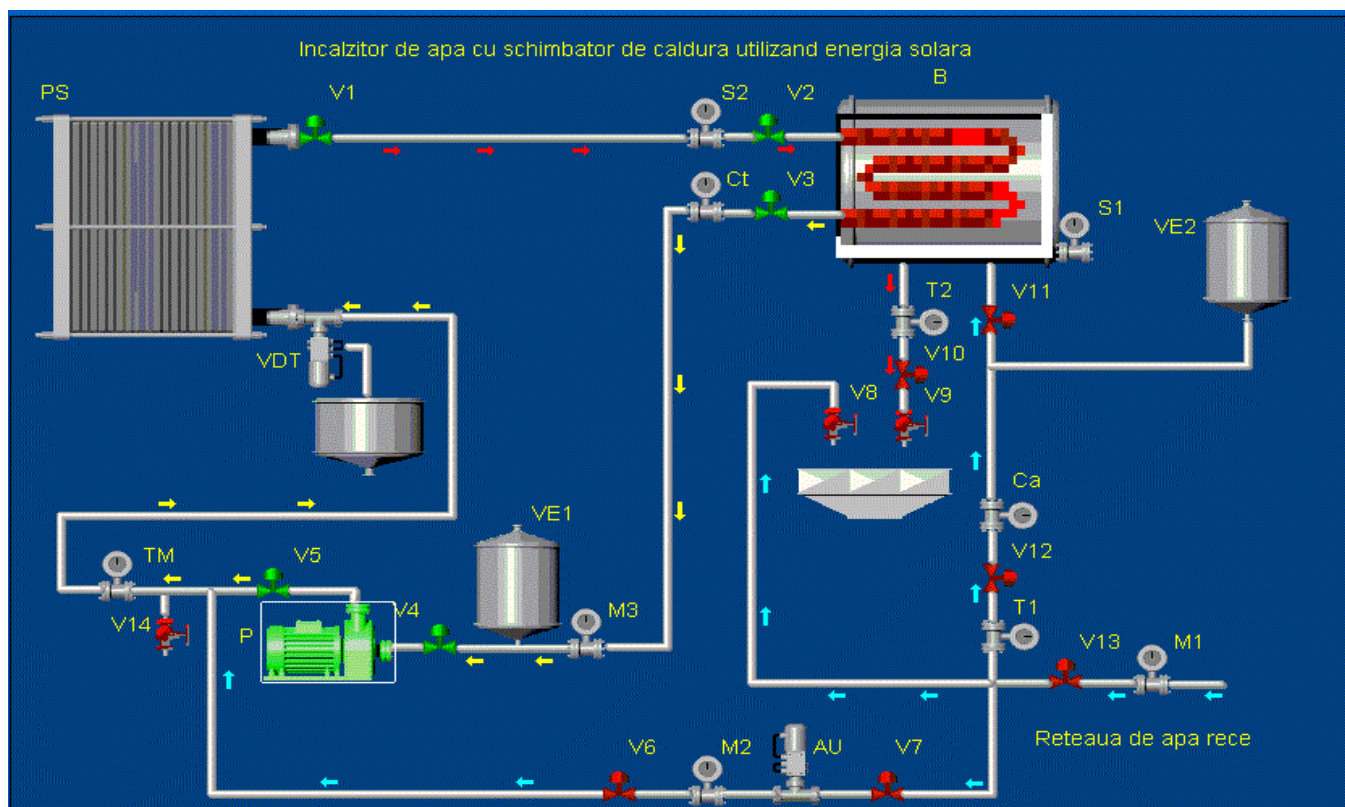 Incalzitor de apa cu schimbator de caldura utilizand energia solara
B
PS
V1
S2
V2
Ct
V3
S1
VE2
T2
V11
VDT
V10
V8
V9
Ca
VE1
TM
V5
V12
V14
P
V4
M3
T1
V13
M1
Reteaua de apa rece
V6
M2
AU
V7